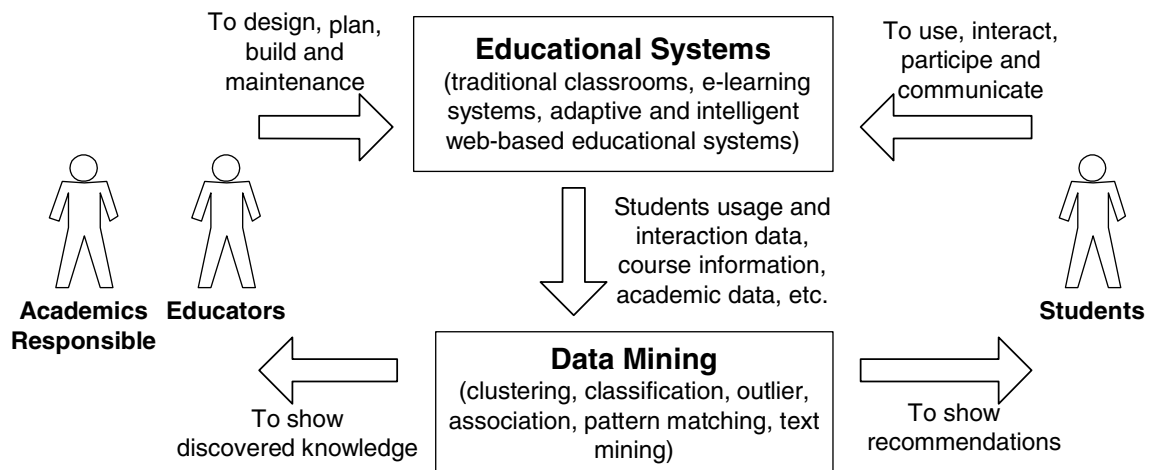 To design, plan,
build and
maintenance
Educational Systems
(traditional classrooms, e-learning
systems, adaptive and intelligent
web-based educational systems)
To use, interact,
participe and
communicate
Students usage and
interaction data,
course information,
academic data, etc.
Academics
Responsible
Educators
Students
Data Mining
(clustering, classification, outlier,
association, pattern matching, text
mining)
To show
discovered knowledge
To show
recommendations